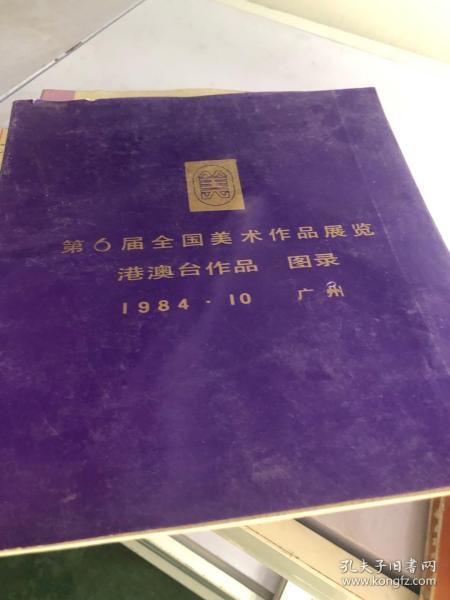 美
第6届全国美术作品展览
港澳台作品 图录
1984·10 广州
孔夫子旧书网
www.kongfz.com